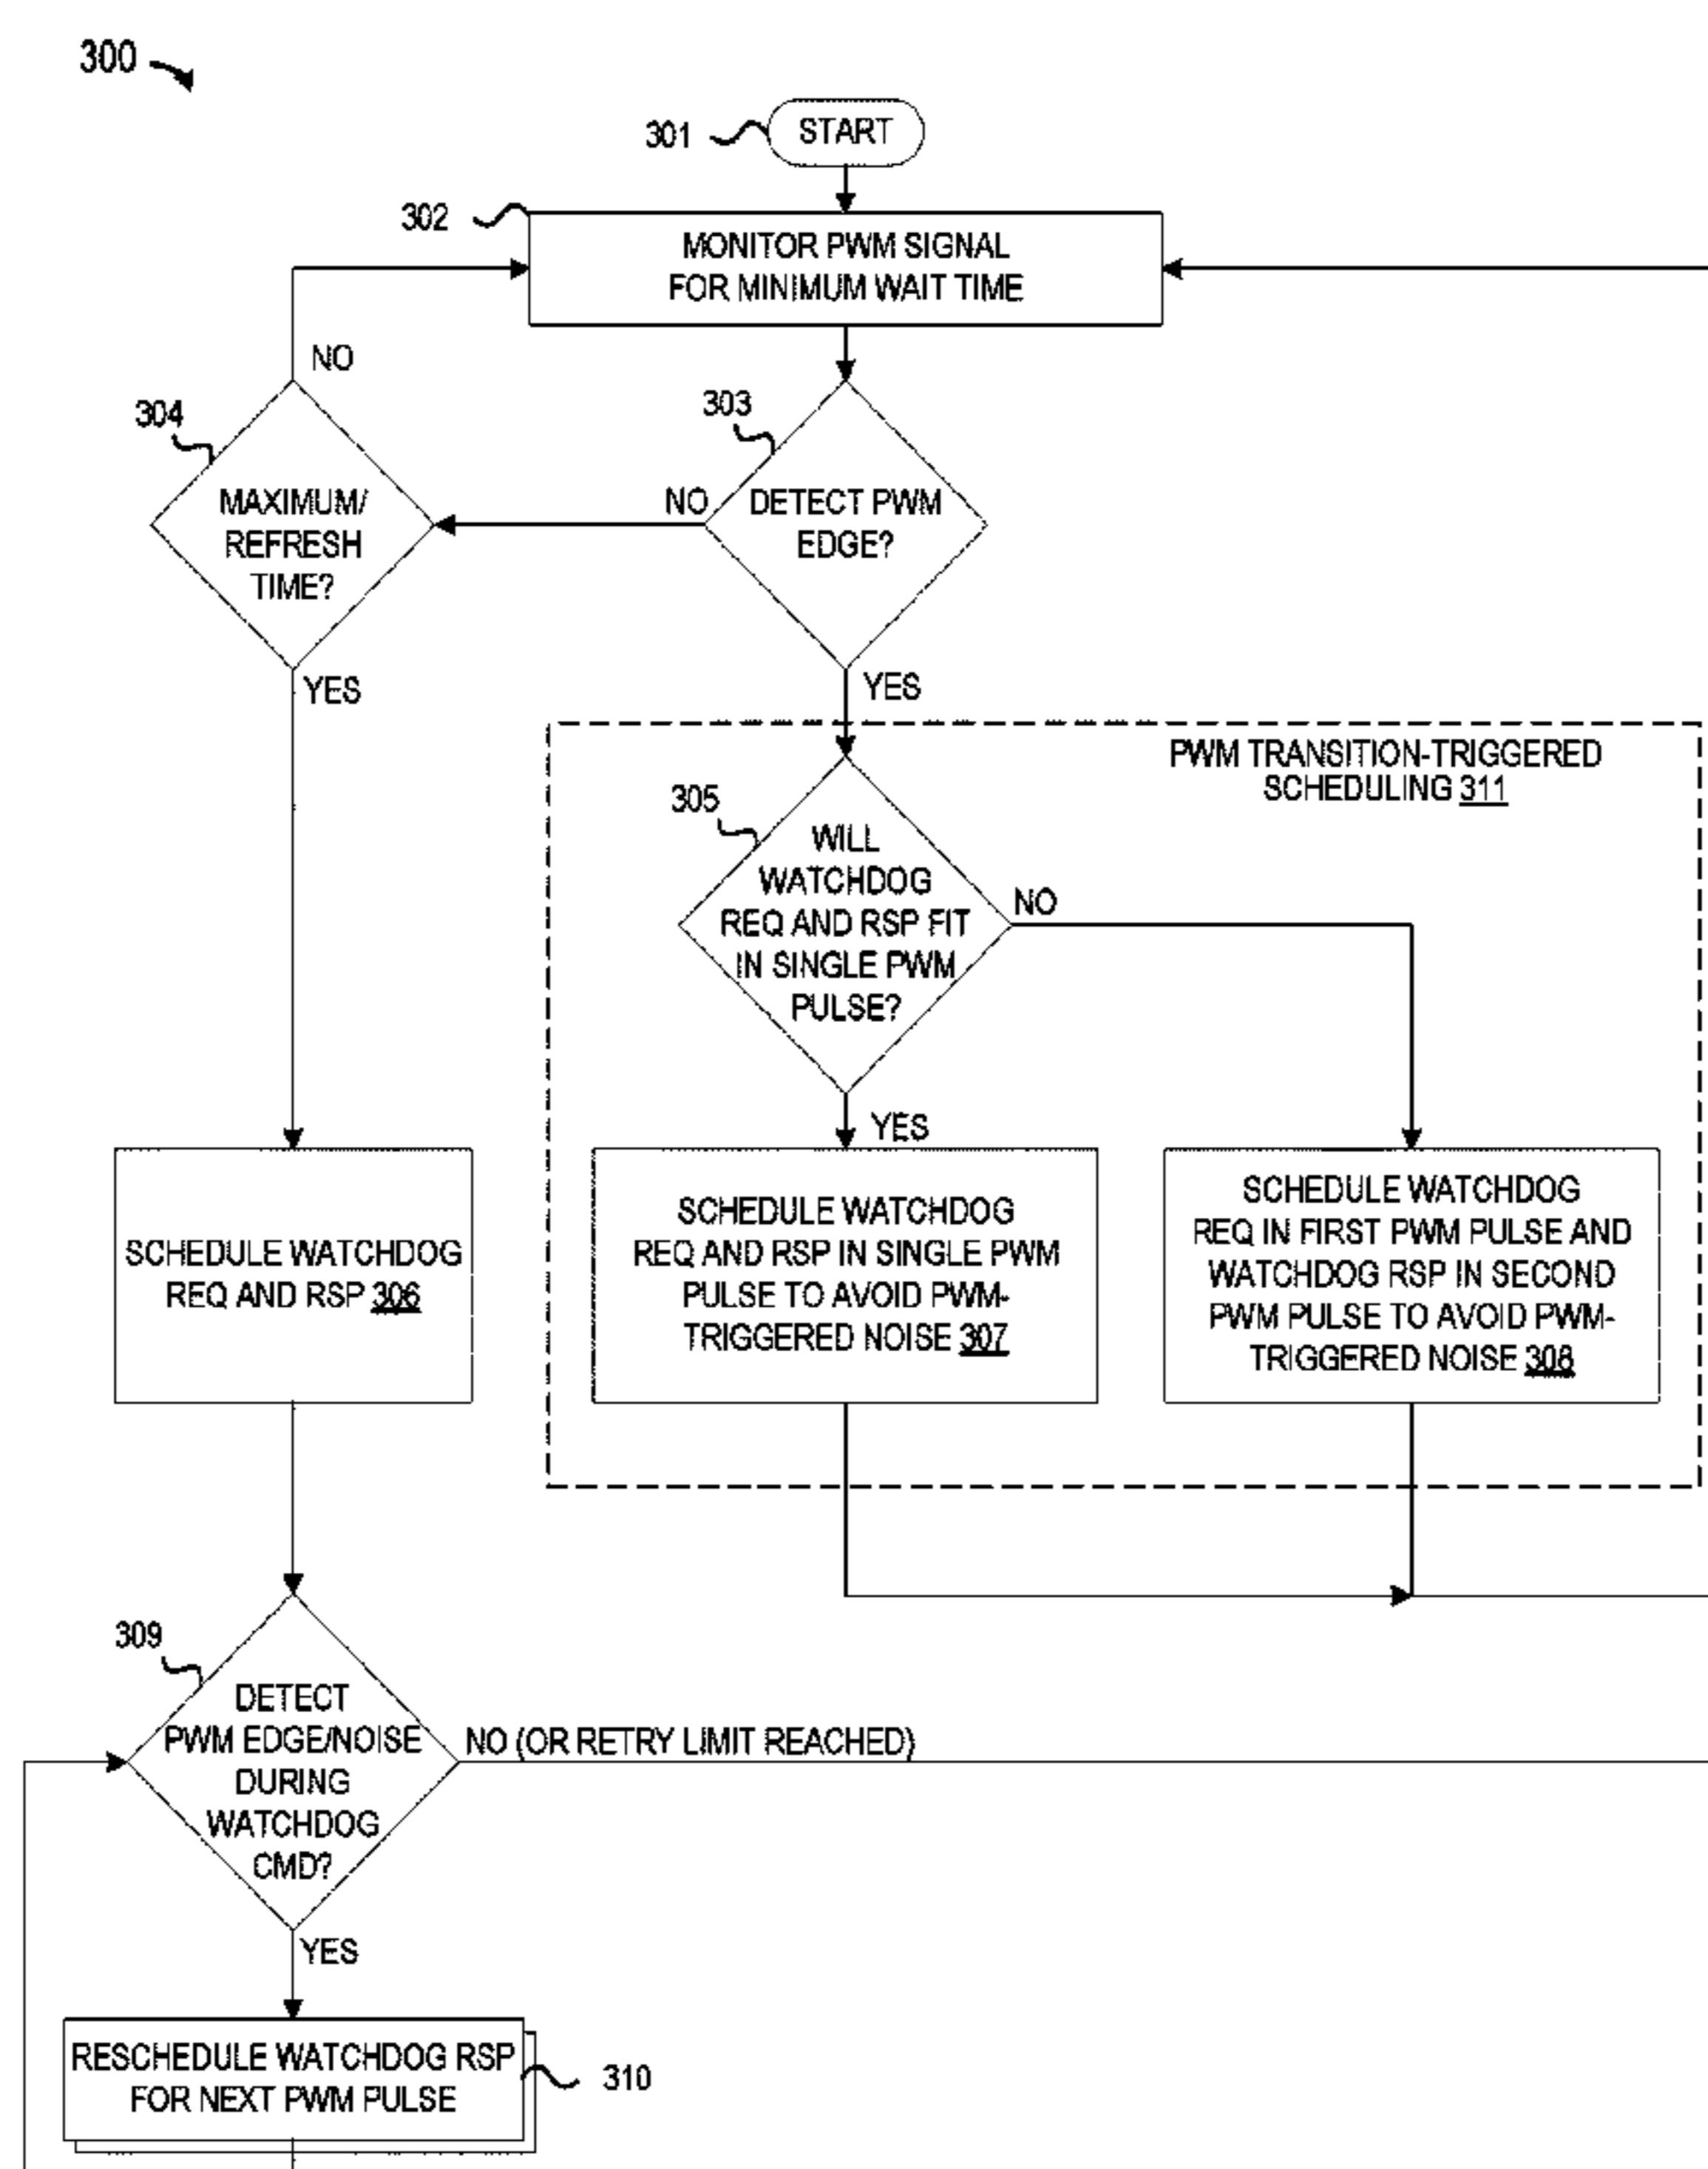 300
301
START
302
MONITOR PWM SIGNAL
FOR MINIMUM WAIT TIME
NO
304
303
MAXIMUM/
REFRESH
TIME?
NO
DETECT PWM
EDGE?
YES
YES
PWM TRANSITION-TRIGGERED
SCHEDULING 311
305
WILL
WATCHDOG
REQ AND RSP FIT
IN SINGLE PWM
PULSE?
NO
YES
SCHEDULE WATCHDOG
REQ AND RSP 306
SCHEDULE WATCHDOG
REQ AND RSP IN SINGLE PWM
PULSE TO AVOID PWM-
TRIGGERED NOISE 307
SCHEDULE WATCHDOG
REQ IN FIRST PWM PULSE AND
WATCHDOG RSP IN SECOND
PWM PULSE TO AVOID PWM-
TRIGGERED NOISE 308
309
DETECT
PWM EDGE/NOISE
DURING
WATCHDOG
CMD?
NO (OR RETRY LIMIT REACHED)
YES
RESCHEDULE WATCHDOG RSP
FOR NEXT PWM PULSE
310